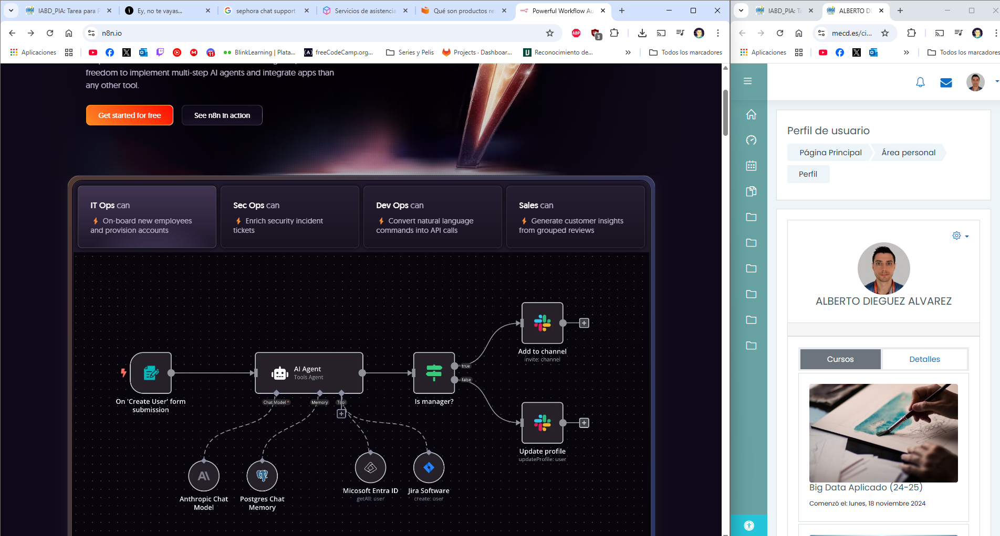 IABD_PIA: Tarea para P
Ey, no te vayas...
sephora chat support
Servicios de asistencia
Qué son productos re
Powerful Workflow Au
n8n.io
ABP
3
Aplicaciones
11
BlinkLearning | Plata...
freeCodeCamp.org...
Series y Pelis
Projects · Dashboar...
Reconocimiento de...
»
Todos los marcadores
freedom to implement multi-step AI agents and integrate apps than
any other tool.
Get started for free
See n8n in action
IT Ops can
On-board new employees
and provision accounts
Sec Ops can
Enrich security incident
tickets
Dev Ops can
Convert natural language
commands into API calls
Sales can
Generate customer insights
from grouped reviews
On 'Create User' form
submission
AI Agent
Tools Agent
Chat Model *
Memory
Tool
Is manager?
true
false
Add to channel
invite: channel
Update profile
updateProfile: user
Anthropic Chat
Model
Postgres Chat
Memory
Micosoft Entra ID
getAll: user
Jira Software
create: user
IABD_PIA: Ta
ALBERTO DI
mecd.es/ci...
Aplicaciones
»
Todos los marcadores
Perfil de usuario
Página Principal
Área personal
Perfil
ALBERTO DIEGUEZ ALVAREZ
Cursos
Detalles
Big Data Aplicado (24-25)
Comenzó el: lunes, 18 noviembre 2024